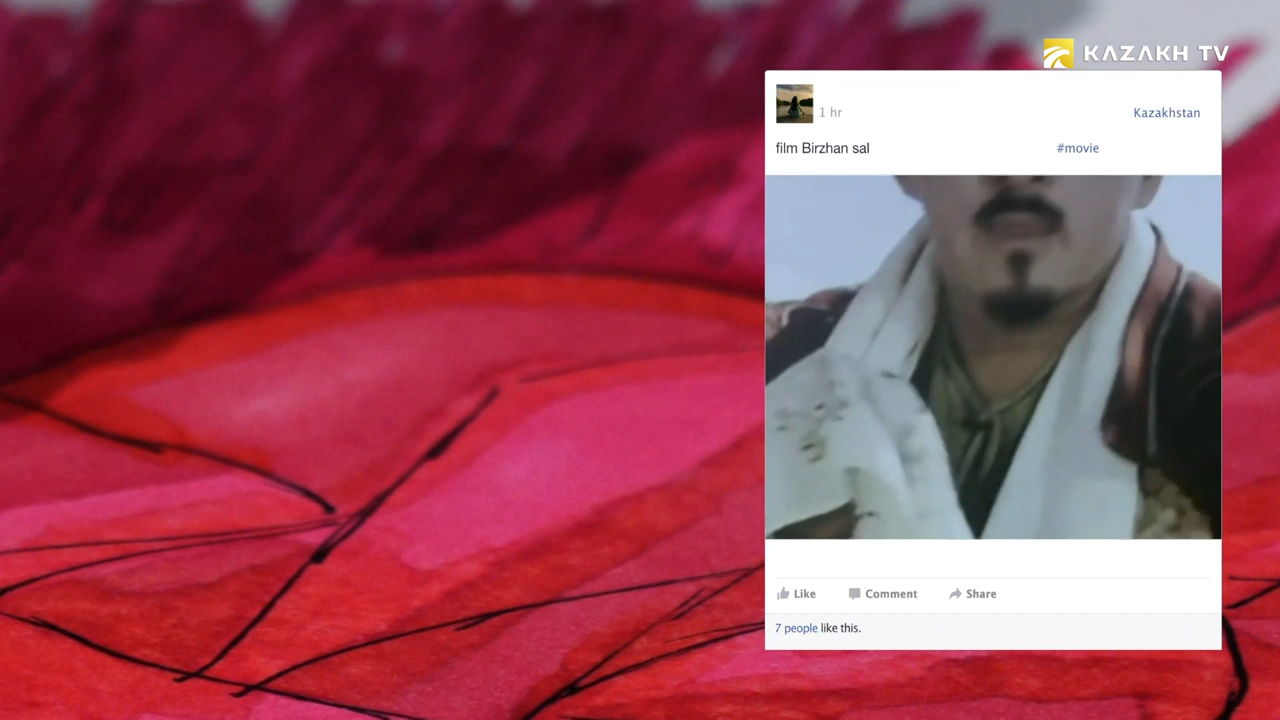 KAZAKH TV
1 hr
Kazakhstan
film Birzhan sal
#movie
Like
Comment
Share
7 people like this.